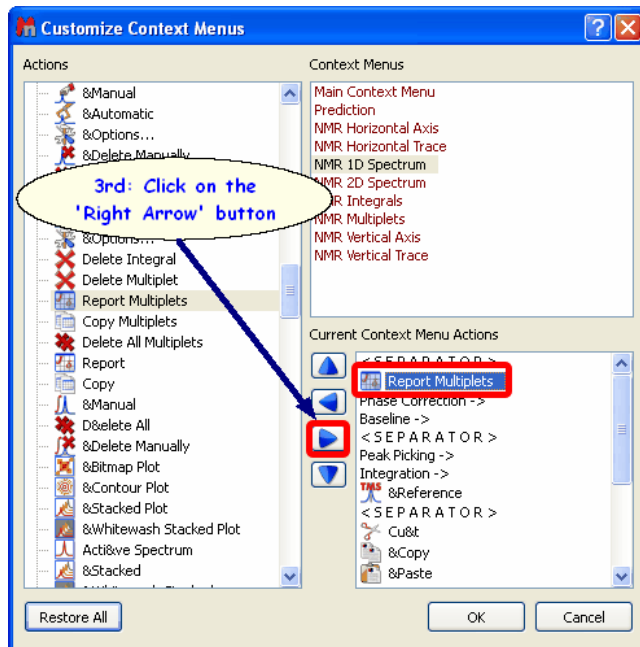 Customize Context Menus
Actions
&Manual
&Automatic
&Options...
&Delete Manually
3rd: Click on the
'Right Arrow' button
&Options...
Delete Integral
Delete Multiplet
Report Multiplets
Copy Multiplets
Delete All Multiplets
Report
Copy
&Manual
D&elete All
&Delete Manually
&Bitmap Plot
&Contour Plot
&Stacked Plot
&Whitewash Stacked Plot
Acti&ve Spectrum
&Stacked
Context Menus
Main Context Menu
Prediction
NMR Horizontal Axis
NMR Horizontal Trace
NMR 1D Spectrum
NMR 2D Spectrum
NMR Integrals
NMR Multiplets
NMR Vertical Axis
NMR Vertical Trace
Current Context Menu Actions
< S E P A R A T O R >
Report Multiplets
Phase Correction ->
Baseline ->
< S E P A R A T O R >
Peak Picking ->
Integration ->
TMS &Reference
< S E P A R A T O R >
Cu&t
&Copy
&Paste
Restore All
OK
Cancel